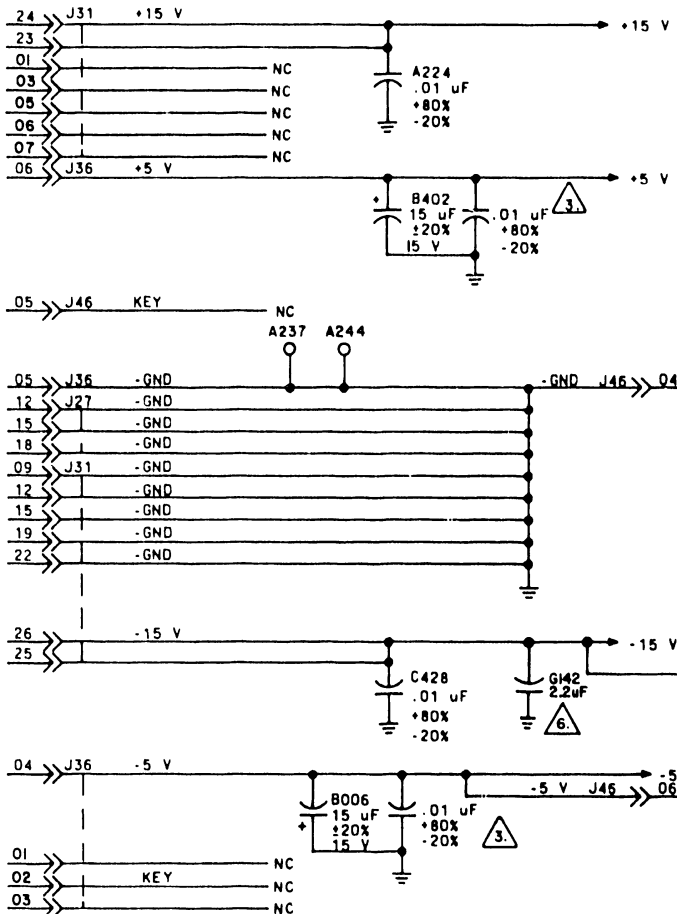 24 J31 +15 V +15 V
23
01 NC
03 NC
05 NC
06 NC
07 NC
A224
.01 uF
+80%
-20%
06 J36 +5 V +5 V
+ B402
15 uF
±20%
15 V
.01 uF
+80%
-20%
3.
05 J46 KEY NC
A237 A244
05 J36 -GND -GND J46 04
12 J27 -GND
15 -GND
18 -GND
09 J31 -GND
12 -GND
15 -GND
19 -GND
22 -GND
26 -15 V -15 V
25
C428
.01 uF
+80%
-20%
G142
2.2uF
6.
04 J36 -5 V -5
-5 V J46 06
B006
15 uF
+ ±20%
15 V
.01 uF
+80%
-20%
3.
01 NC
02 KEY NC
03 NC